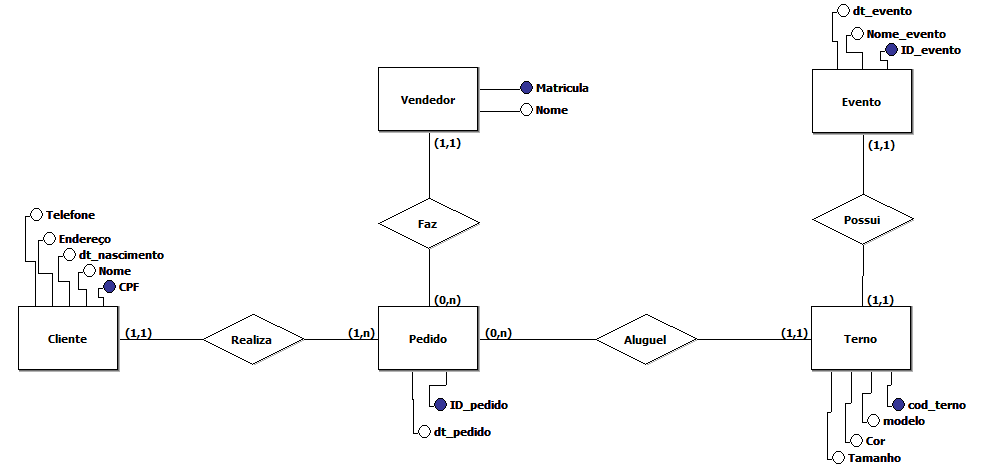 dt_evento
Nome_evento
ID_evento
Vendedor
Matricula
Nome
Evento
(1,1)
(1,1)
Faz
Possui
Telefone
Endereço
dt_nascimento
Nome
CPF
(0,n)
(1,1)
Cliente
(1,1)
Realiza
(1,n)
Pedido
(0,n)
Aluguel
(1,1)
Terno
ID_pedido
dt_pedido
cod_terno
modelo
Cor
Tamanho